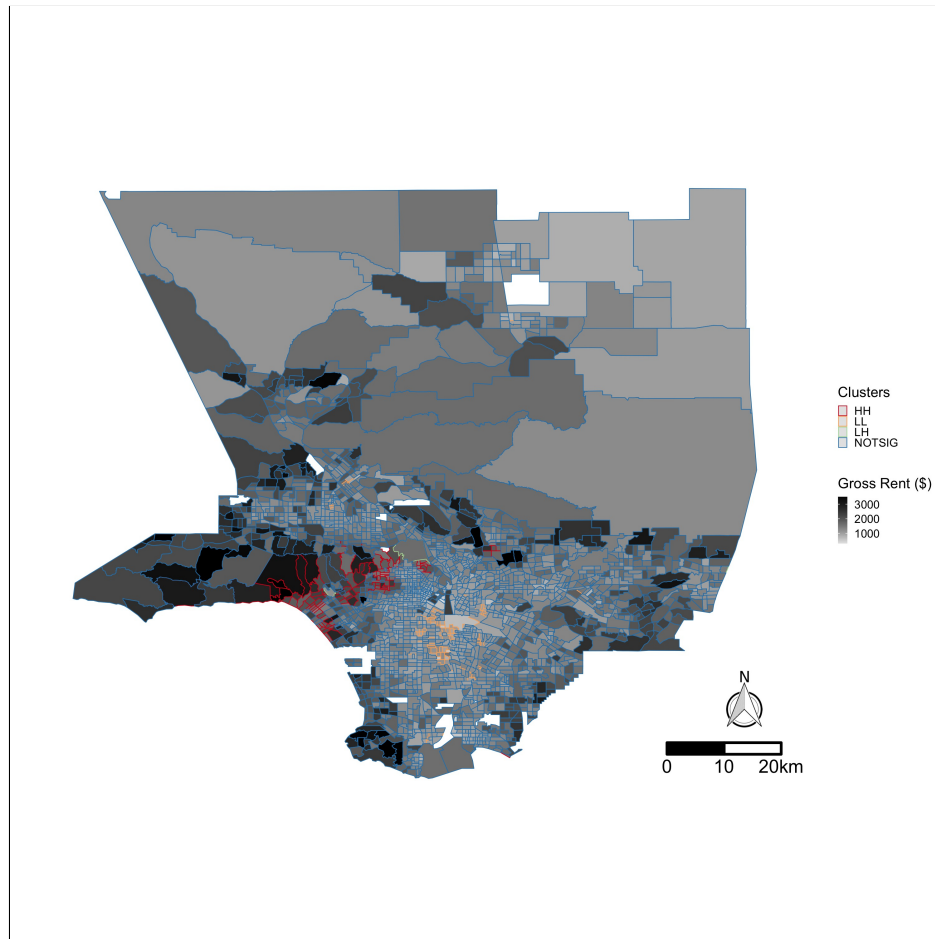 Clusters
HH
LL
LH
NOTSIG
Gross Rent ($)
3000
2000
1000
N
0 10 20km